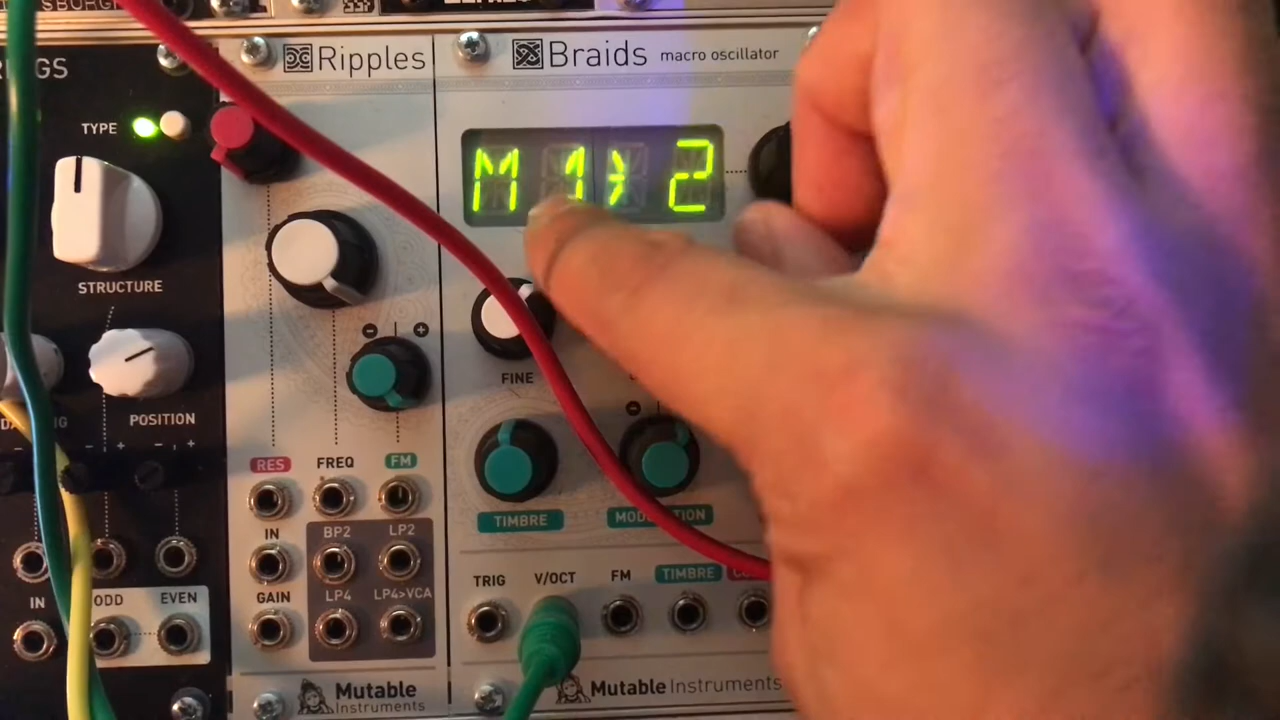 Ripples
Braids macro oscillator
TYPE
M 1> 2
STRUCTURE
FINE
POSITION
RES FREQ FM
TIMBRE
IN BP2 LP2
TRIG V/OCT FM TIMBRE
GAIN LP4 LP4>VCA
IN ODD EVEN
Mutable
Instruments
Mutable Instruments